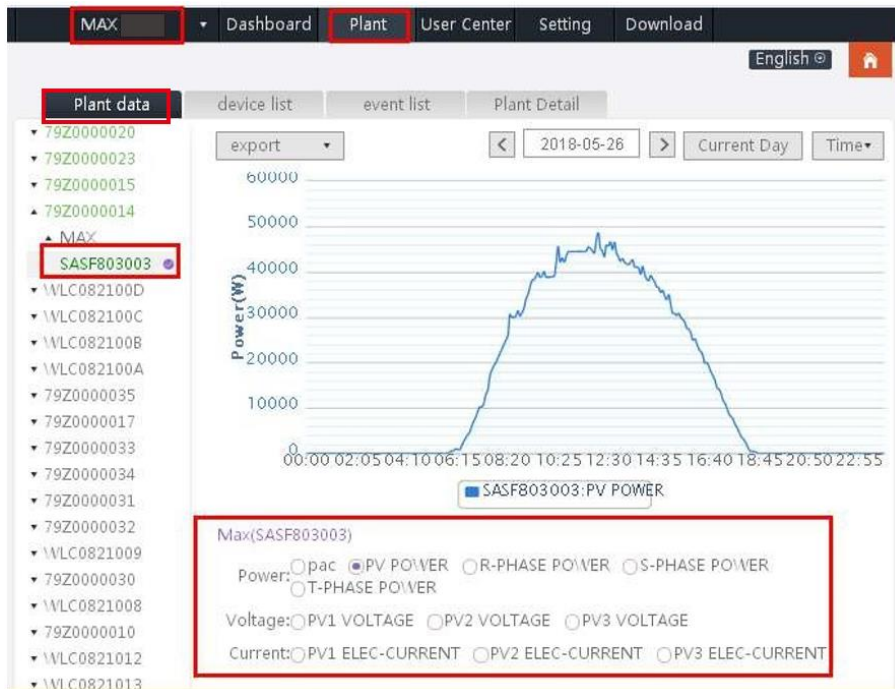 MAX Dashboard Plant User Center Setting Download
English
Plant data device list event list Plant Detail
79Z0000020
79Z0000023
79Z0000015
79Z0000014
MAX
SASF803003
WLC082100D
WLC082100C
WLC082100B
WLC082100A
79Z0000035
79Z0000017
79Z0000033
79Z0000034
79Z0000031
79Z0000032
WLC0821009
79Z0000030
WLC0821008
79Z0000010
WLC0821012
WLC0821013
export < 2018-05-26 > Current Day Time
60000
50000
40000
30000
20000
10000
0
Power(W)
00:00 02:05 04:10 06:15 08:20 10:25 12:30 14:35 16:40 18:45 20:50 22:55
SASF803003:PV POWER
Max(SASF803003)
Power: pac PV POWER R-PHASE POWER S-PHASE POWER
T-PHASE POWER
Voltage: PV1 VOLTAGE PV2 VOLTAGE PV3 VOLTAGE
Current: PV1 ELEC-CURRENT PV2 ELEC-CURRENT PV3 ELEC-CURRENT